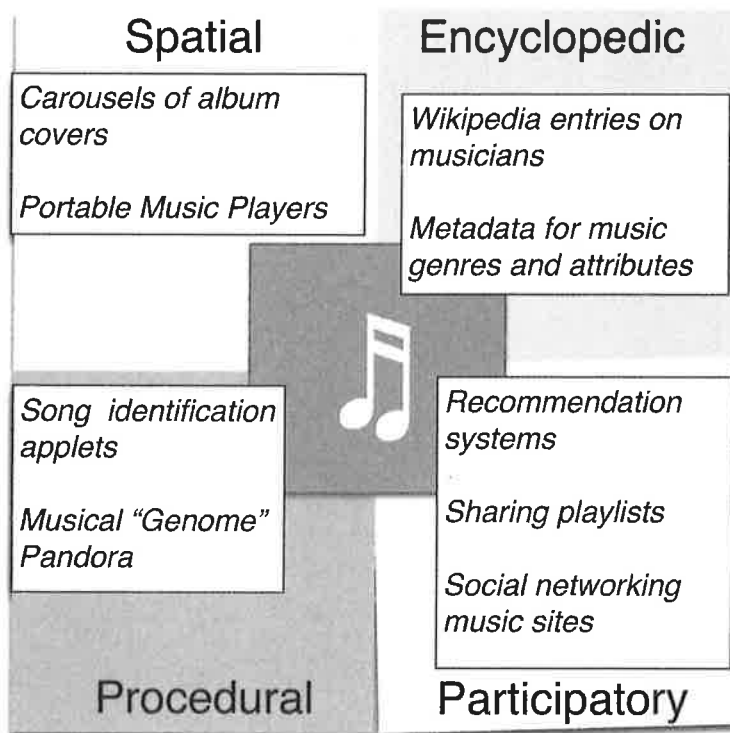 Spatial
Carousels of album
covers
Portable Music Players
Encyclopedic
Wikipedia entries on
musicians
Metadata for music
genres and attributes
Song identification
applets
Musical “Genome”
Pandora
Procedural
Recommendation
systems
Sharing playlists
Social networking
music sites
Participatory